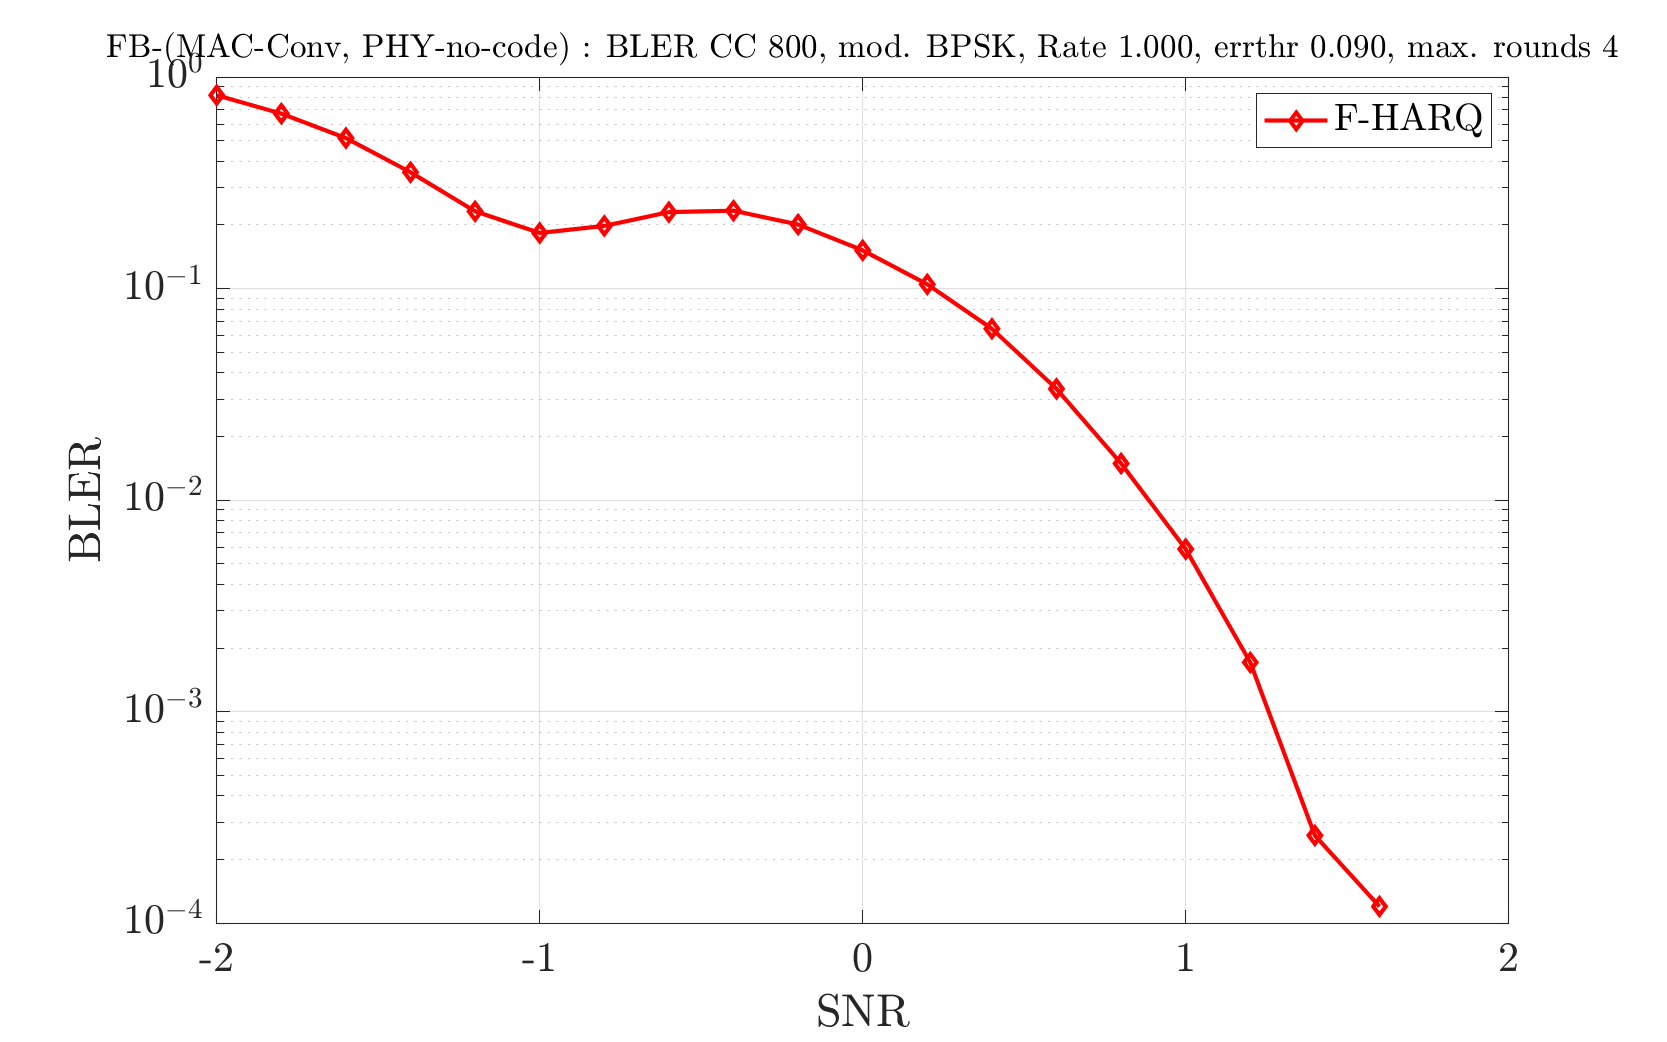 FB-(MAC-Conv, PHY-no-code) : BLER CC 800, mod. BPSK, Rate 1.000, errthr 0.090, max. rounds 4
10^0
F-HARQ
10^{-1}
BLER
10^{-2}
10^{-3}
10^{-4}
-2 -1 0 1 2
SNR